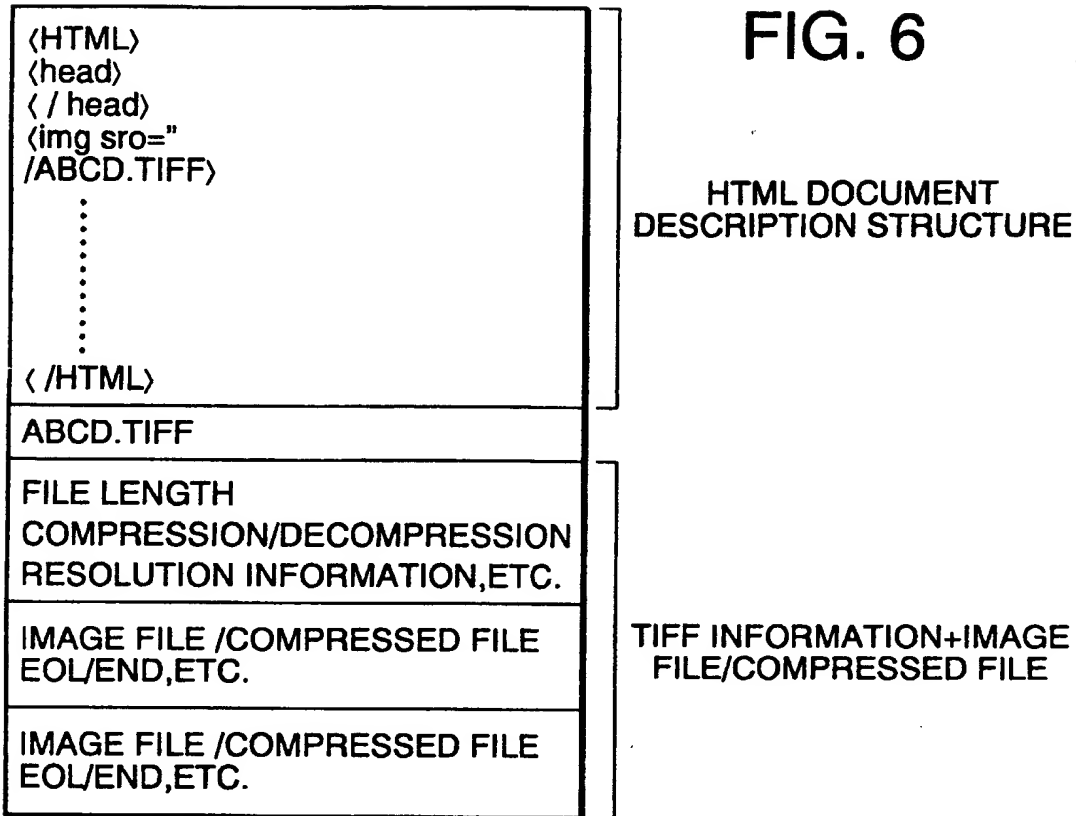 FIG. 6
〈HTML〉
〈head〉
〈 / head〉
〈img sro="
/ABCD.TIFF〉
〈 /HTML〉
HTML DOCUMENT
DESCRIPTION STRUCTURE
ABCD.TIFF
FILE LENGTH
COMPRESSION/DECOMPRESSION
RESOLUTION INFORMATION,ETC.
IMAGE FILE /COMPRESSED FILE
EOL/END,ETC.
IMAGE FILE /COMPRESSED FILE
EOL/END,ETC.
TIFF INFORMATION+IMAGE
FILE/COMPRESSED FILE